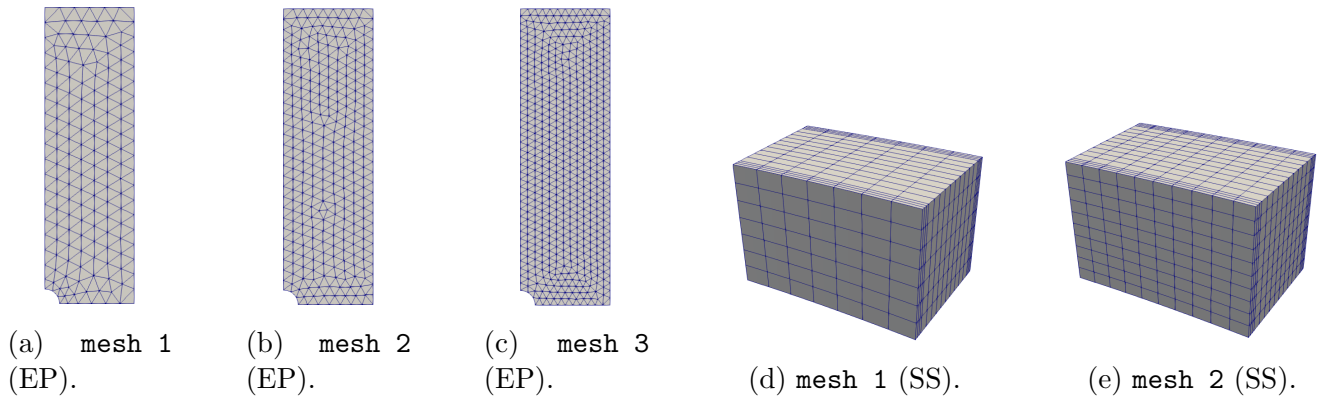 (a) mesh 1
(EP).
(b) mesh 2
(EP).
(c) mesh 3
(EP).
(d) mesh 1 (SS).
(e) mesh 2 (SS).